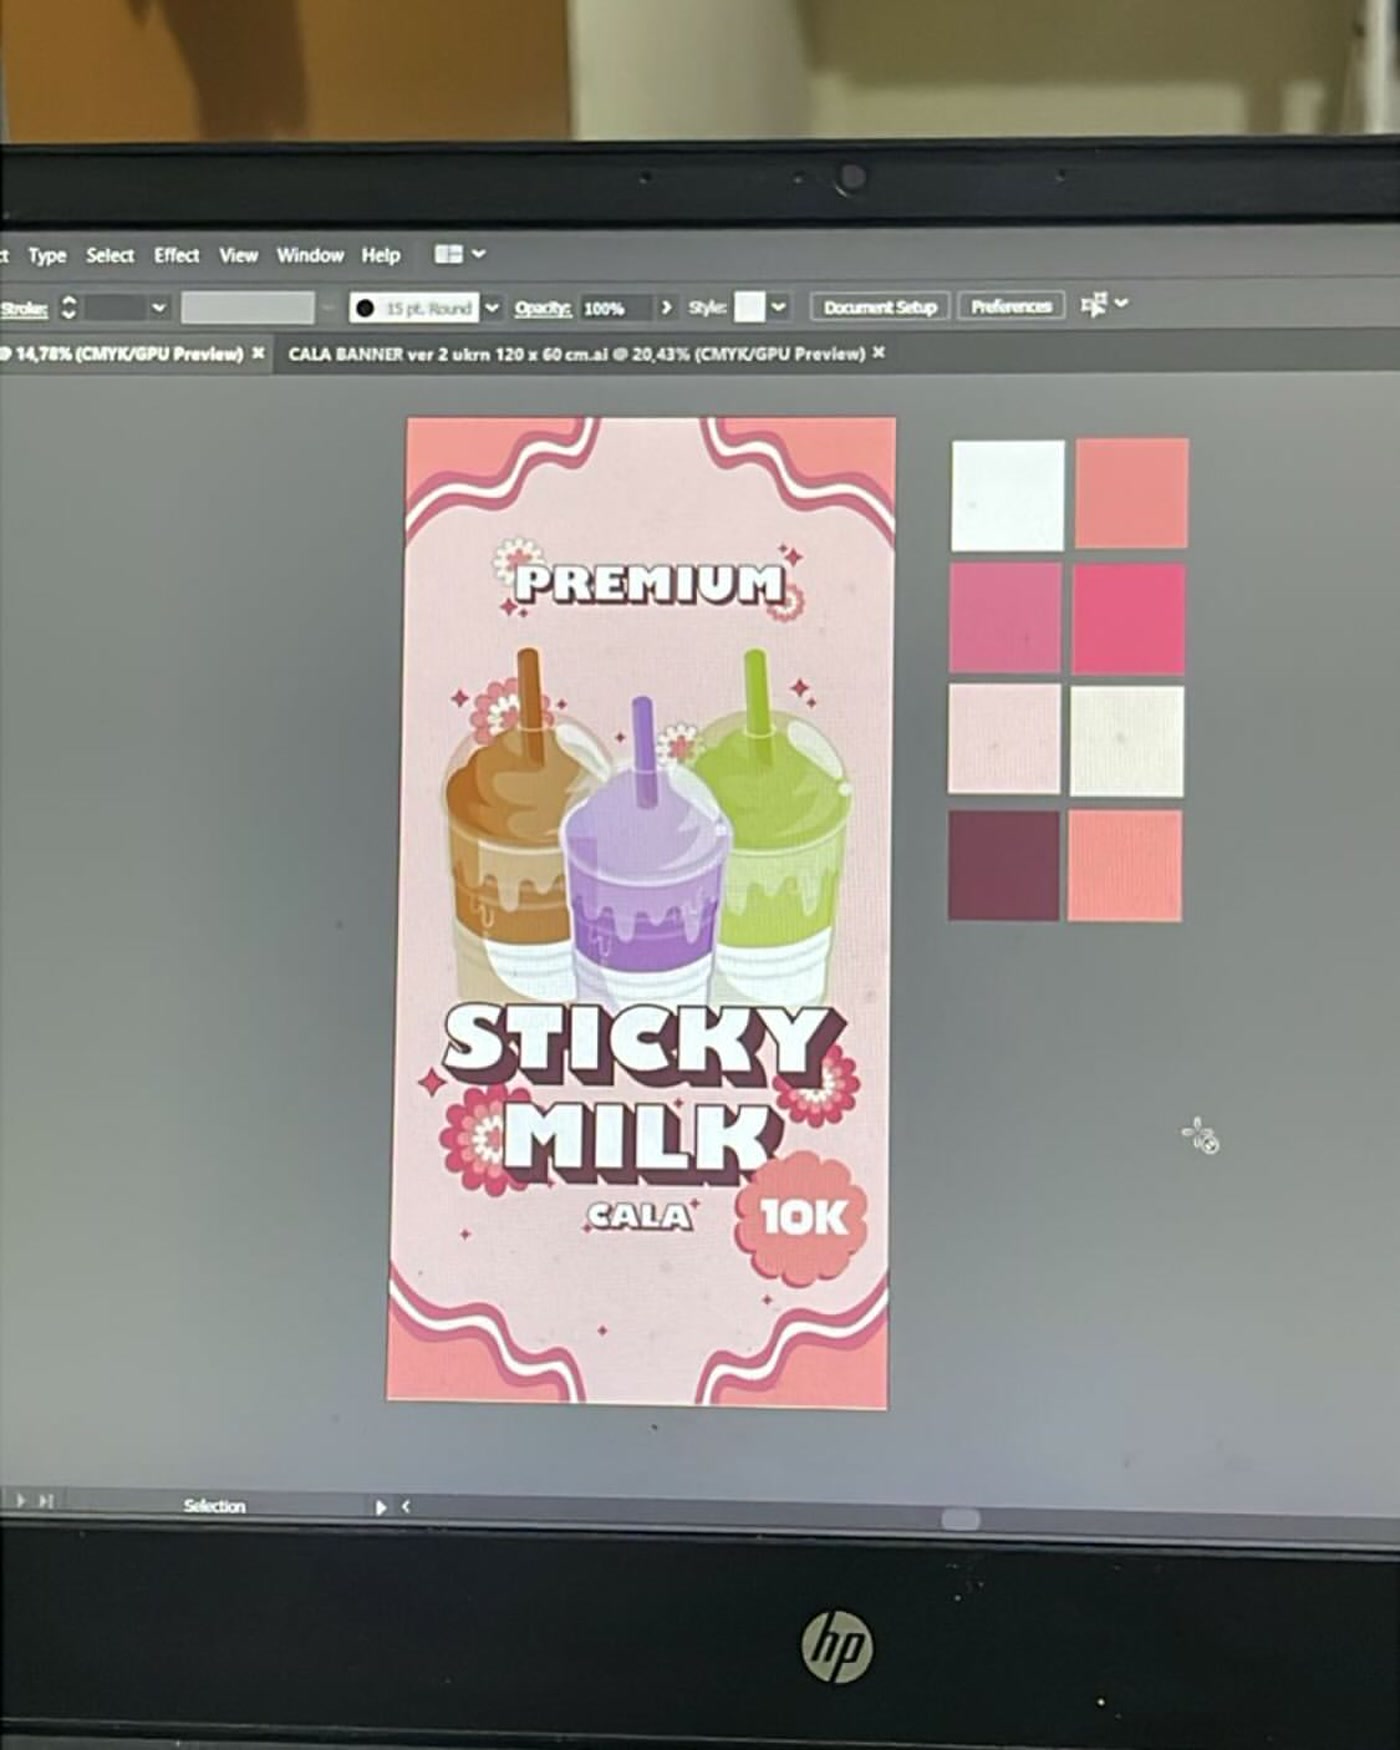 Type Select Effect View Window Help
Stroke: 15 pt. Round Opacity: 100% Style: Document Setup Preferences
14,78% (CMYK/GPU Preview) × CALA BANNER ver 2 ukrn 120 x 60 cm.ai @ 20,43% (CMYK/GPU Preview) ×
PREMIUM
STICKY
MILK
CALA
10K
Selection
hp